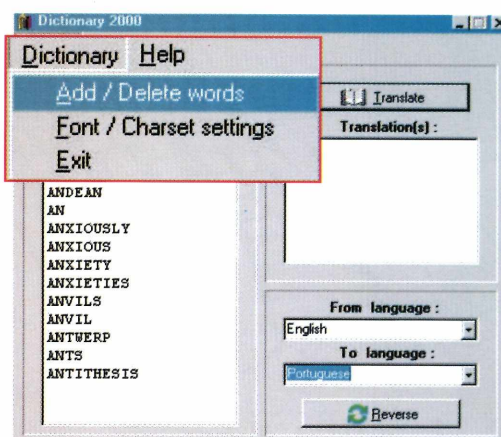 Dictionary 2000
Dictionary Help
Add / Delete words
Font / Charset settings
Exit
ANDEAN
AN
ANXIOUSLY
ANXIOUS
ANXIETY
ANXIETIES
ANVILS
ANVIL
ANTWERP
ANTS
ANTITHESIS
Translate
Translation(s) :
From language :
English
To language :
Portuguese
Reverse